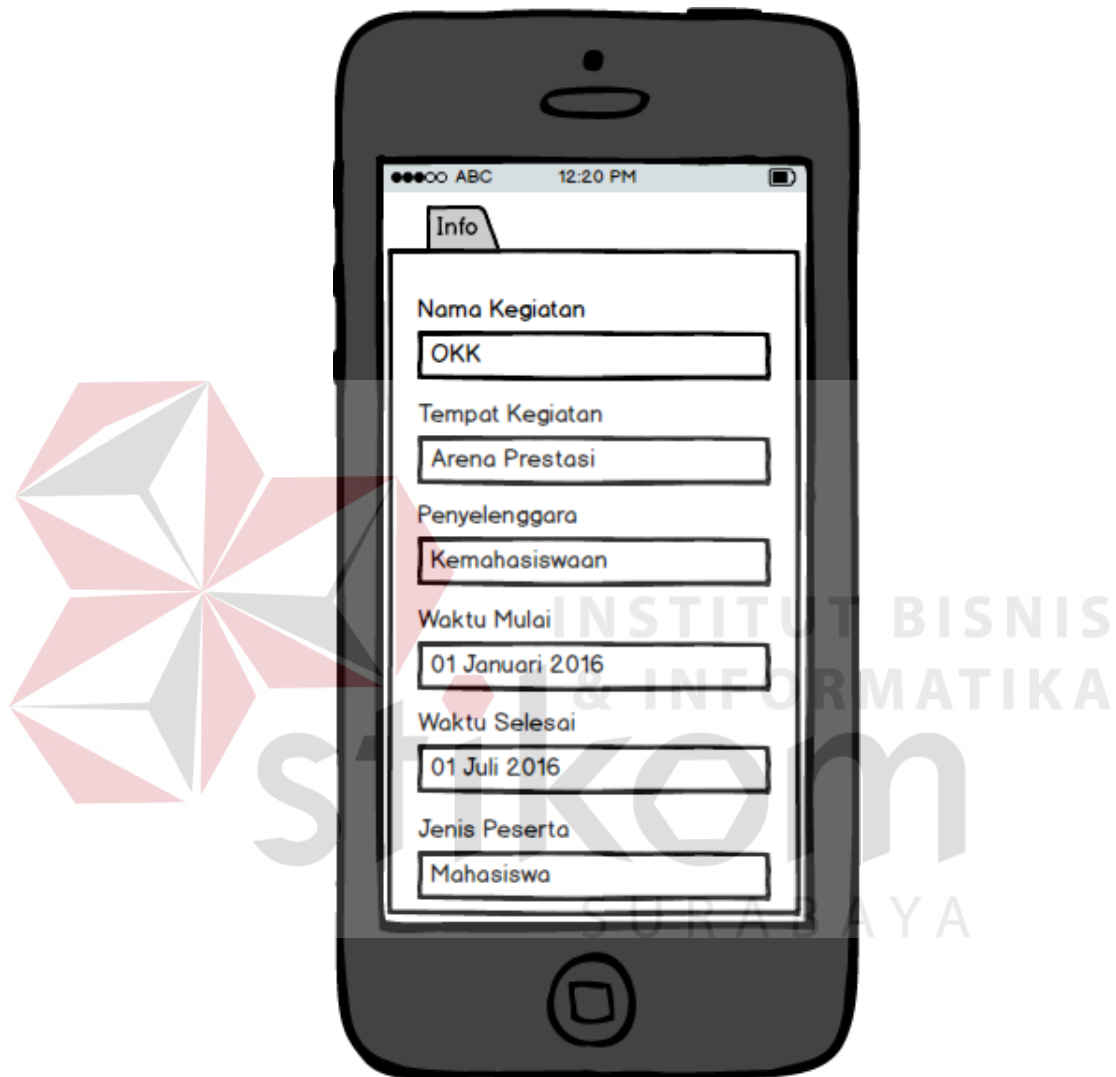 ABC 12:20 PM
Info
Nama Kegiatan
OKK
Tempat Kegiatan
Arena Prestasi
Penyelenggara
Kemahasiswaan
Waktu Mulai
01 Januari 2016
Waktu Selesai
01 Juli 2016
Jenis Peserta
Mahasiswa
INSTITUT BISNIS
& INFORMATIKA
stikom
SURABAYA